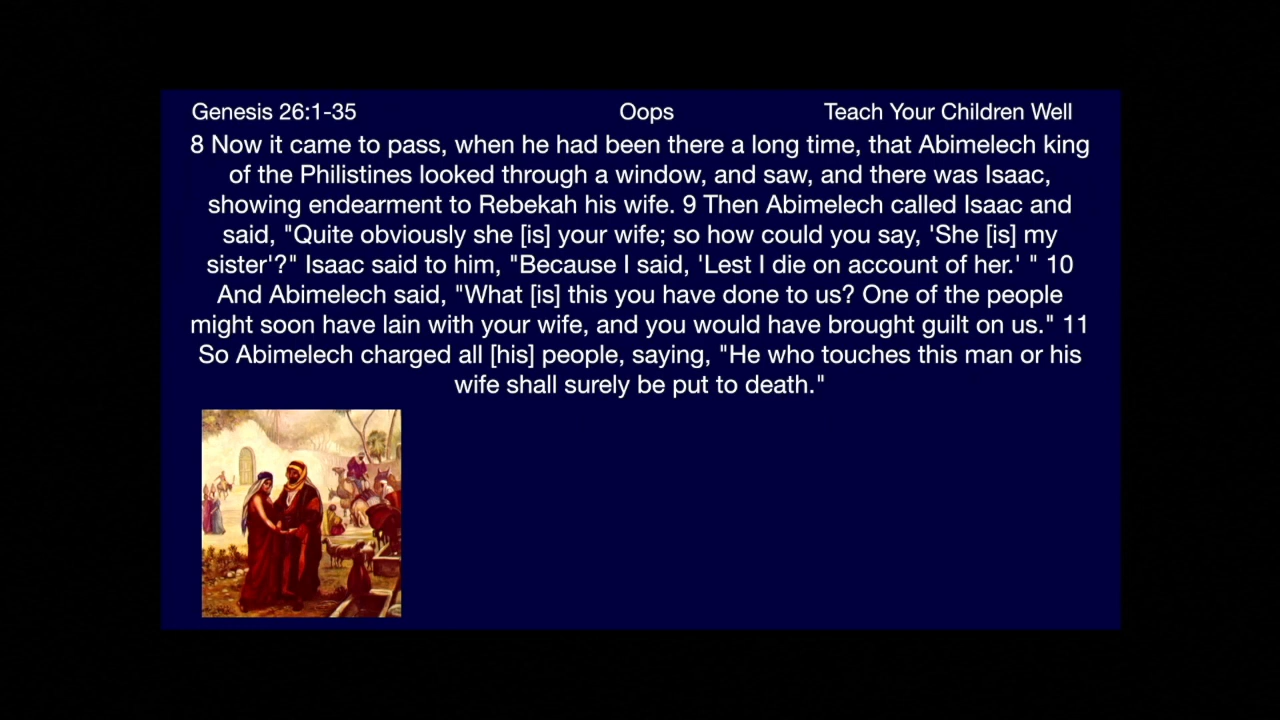 Genesis 26:1-35 Oops Teach Your Children Well
8 Now it came to pass, when he had been there a long time, that Abimelech king
of the Philistines looked through a window, and saw, and there was Isaac,
showing endearment to Rebekah his wife. 9 Then Abimelech called Isaac and
said, "Quite obviously she [is] your wife; so how could you say, 'She [is] my
sister'?" Isaac said to him, "Because I said, 'Lest I die on account of her.' " 10
And Abimelech said, "What [is] this you have done to us? One of the people
might soon have lain with your wife, and you would have brought guilt on us." 11
So Abimelech charged all [his] people, saying, "He who touches this man or his
wife shall surely be put to death."